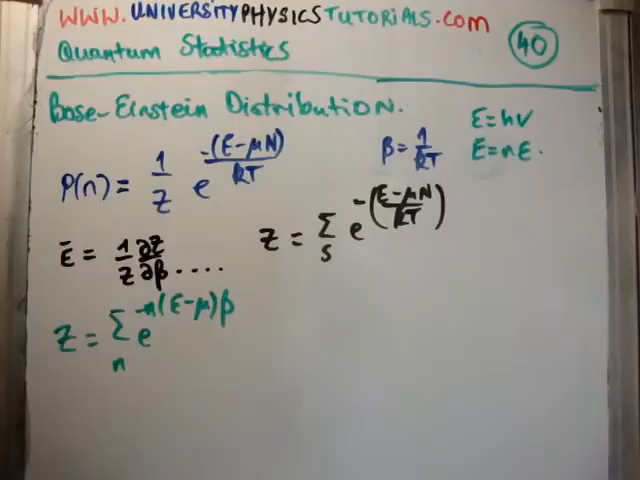 WWW.UNIVERSITYPHYSICSTUTORIALS.COM
Quantum Statistics
40
Bose-Einstein Distribution.
P(n) = 1/Z e^(-(E-μN)/kT)
β = 1/kT
E=hν
E=nE.
Ē = 1/Z ∂Z/∂β ....
Z = Σ_s e^-((E-μN)/kT)
Z = Σ_n e^(-n(E-μ)β)